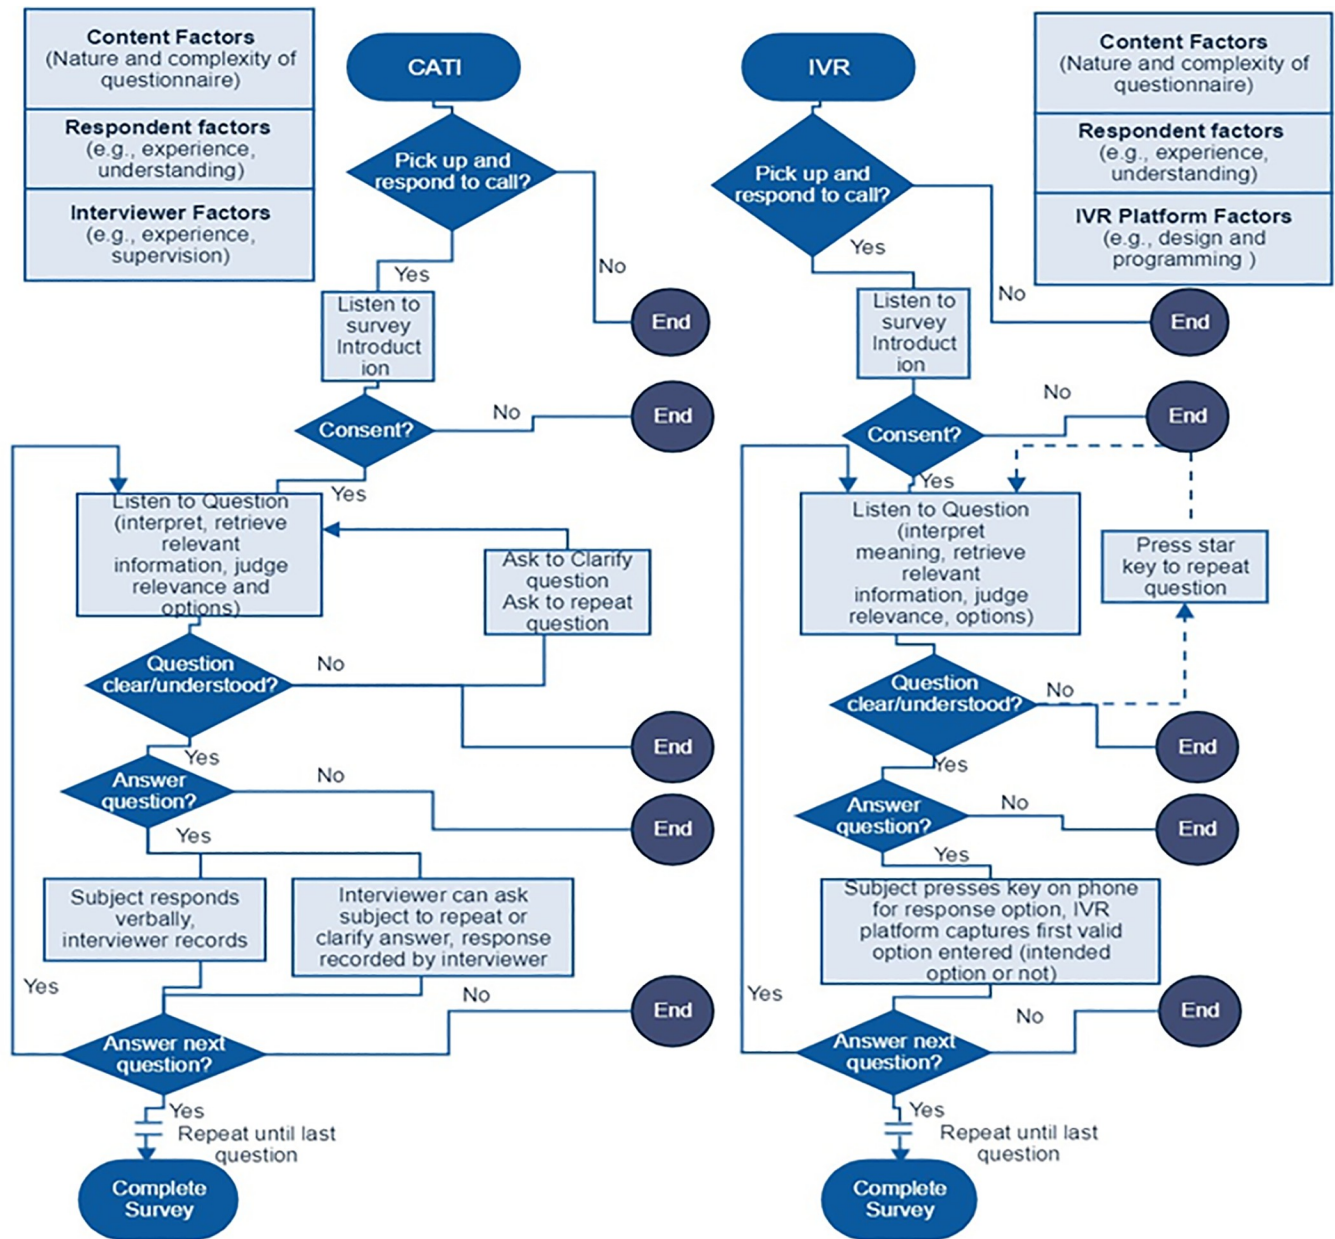 Content Factors
(Nature and complexity of
questionnaire)
Respondent factors
(e.g., experience,
understanding)
Interviewer Factors
(e.g., experience,
supervision)
CATI
Pick up and
respond to call?
Yes
No
End
Listen to
survey
Introduct
ion
Consent?
No
End
Yes
Listen to Question
(interpret, retrieve
relevant
information, judge
relevance and
options)
Ask to Clarify
question
Ask to repeat
question
Question
clear/understood?
No
End
Yes
Answer
question?
No
End
Yes
Subject responds
verbally,
interviewer records
Interviewer can ask
subject to repeat or
clarify answer, response
recorded by interviewer
Yes
No
End
Answer next
question?
Yes
Repeat until last
question
Complete
Survey
IVR
Content Factors
(Nature and complexity of
questionnaire)
Respondent factors
(e.g., experience,
understanding)
IVR Platform Factors
(e.g., design and
programming )
Pick up and
respond to call?
Yes
No
End
Listen to
survey
Introduct
ion
Consent?
No
End
Yes
Listen to Question
(interpret
meaning, retrieve
relevant
information, judge
relevance, options)
Press star
key to repeat
question
Question
clear/understood?
No
End
Yes
Answer
question?
No
End
Yes
Subject presses key on phone
for response option, IVR
platform captures first valid
option entered (intended
option or not)
Yes
No
End
Answer next
question?
Yes
Repeat until last
question
Complete
Survey